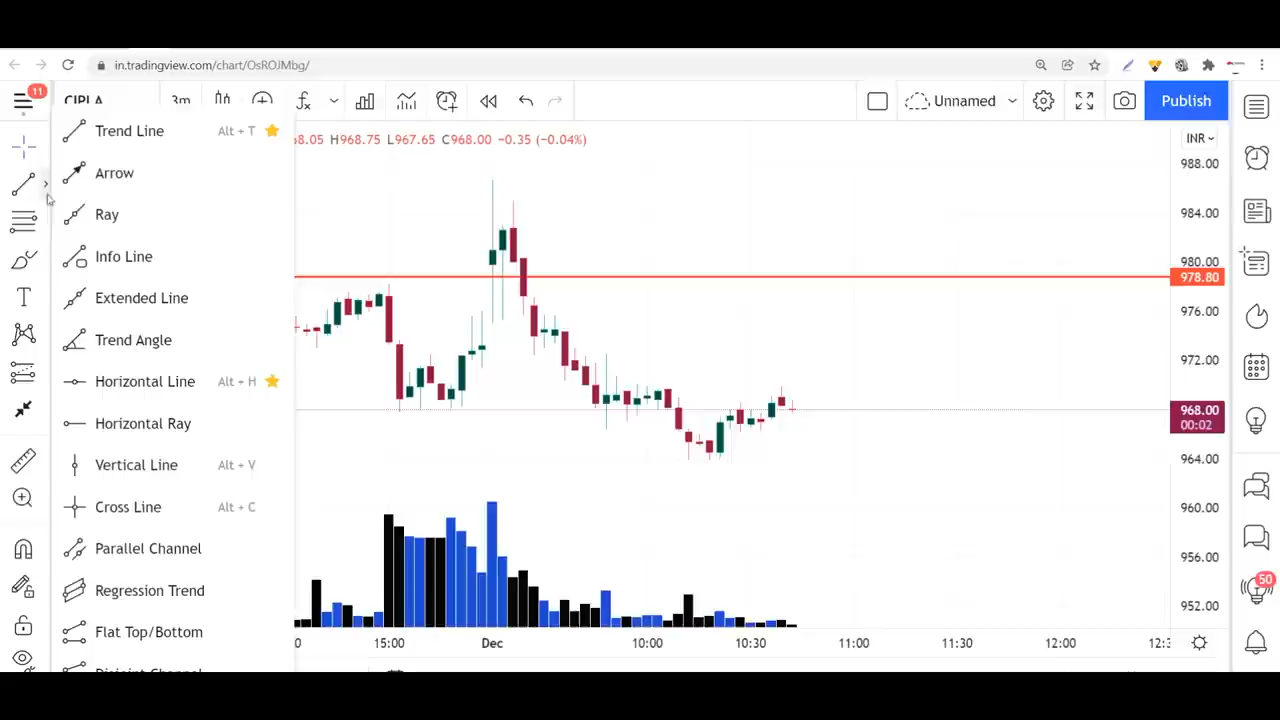 in.tradingview.com/chart/OsROJMbg/
11
CIPLA
3m
Unnamed
Publish
Trend Line Alt + T
8.05 H968.75 L967.65 C968.00 −0.35 (−0.04%)
INR
Arrow
Ray
Info Line
Extended Line
Trend Angle
Horizontal Line Alt + H
Horizontal Ray
Vertical Line Alt + V
Cross Line Alt + C
Parallel Channel
Regression Trend
Flat Top/Bottom
988.00
984.00
980.00
978.80
976.00
972.00
968.00
00:02
964.00
960.00
956.00
952.00
50
15:00 Dec 10:00 10:30 11:00 11:30 12:00 12:3